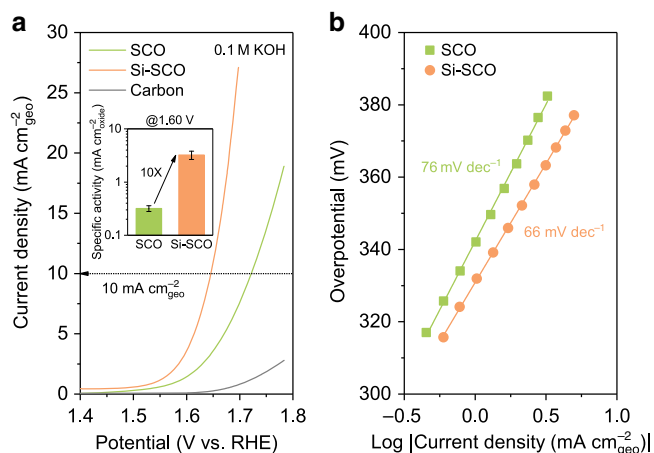 a
30
25
20
15
10
5
0
Current density (mA cm⁻²geo)
SCO
Si-SCO
Carbon
0.1 M KOH
@1.60 V
10
1
0.1
Specific activity (mA cm⁻²oxide)
10X
SCO Si-SCO
10 mA cm⁻²geo
1.4 1.5 1.6 1.7 1.8
Potential (V vs. RHE)
b
400
380
360
340
320
300
Overpotential (mV)
SCO
Si-SCO
76 mV dec⁻¹
66 mV dec⁻¹
−0.5 0.0 0.5 1.0
Log |Current density (mA cm⁻²geo)|